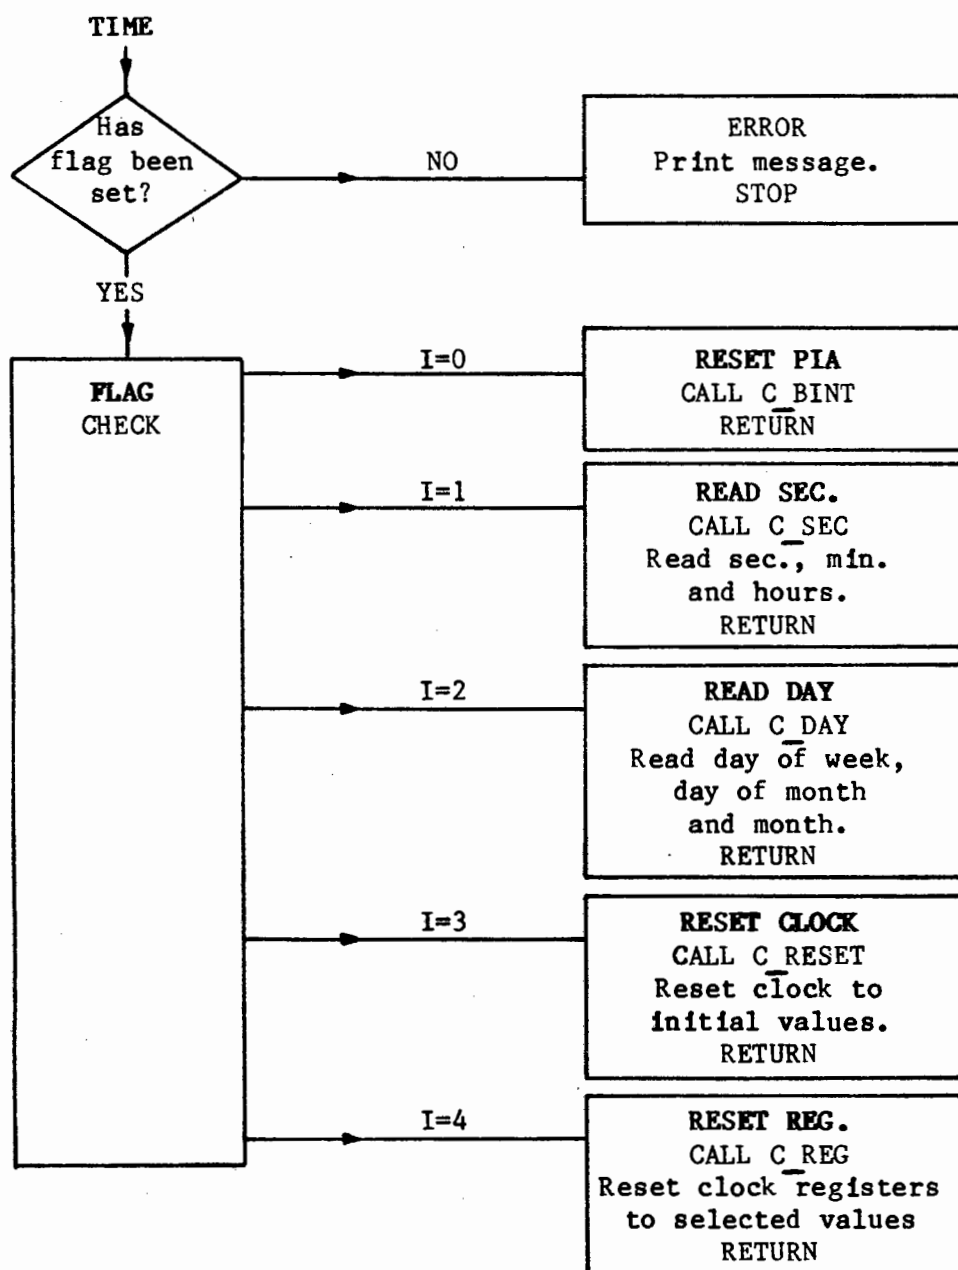 TIME
Has
flag been
set?
NO
ERROR
Print message.
STOP
YES
FLAG
CHECK
I=0
RESET PIA
CALL C_BINT
RETURN
I=1
READ SEC.
CALL C_SEC
Read sec., min.
and hours.
RETURN
I=2
READ DAY
CALL C_DAY
Read day of week,
day of month
and month.
RETURN
I=3
RESET CLOCK
CALL C_RESET
Reset clock to
initial values.
RETURN
I=4
RESET REG.
CALL C_REG
Reset clock registers
to selected values
RETURN